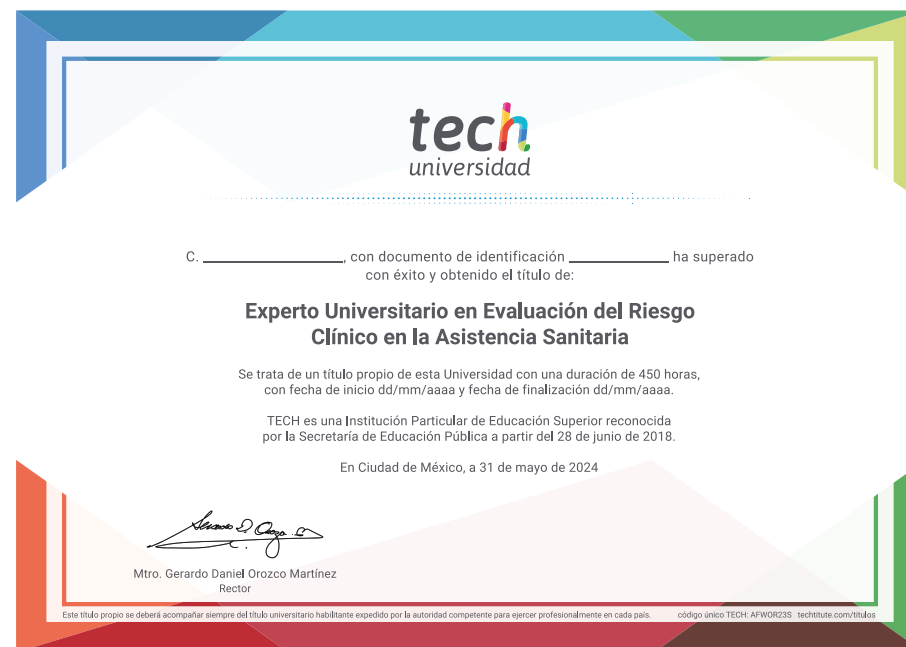 tech
universidad
C. ____________________, con documento de identificación ______________ ha superado
con éxito y obtenido el título de:
Experto Universitario en Evaluación del Riesgo
Clínico en la Asistencia Sanitaria
Se trata de un título propio de esta Universidad con una duración de 450 horas,
con fecha de inicio dd/mm/aaaa y fecha de finalización dd/mm/aaaa.
TECH es una Institución Particular de Educación Superior reconocida
por la Secretaría de Educación Pública a partir del 28 de junio de 2018.
En Ciudad de México, a 31 de mayo de 2024
Mtro. Gerardo Daniel Orozco Martínez
Rector
Este título propio se deberá acompañar siempre del título universitario habilitante expedido por la autoridad competente para ejercer profesionalmente en cada país. código único TECH: AFWOR23S techtitute.com/titulos